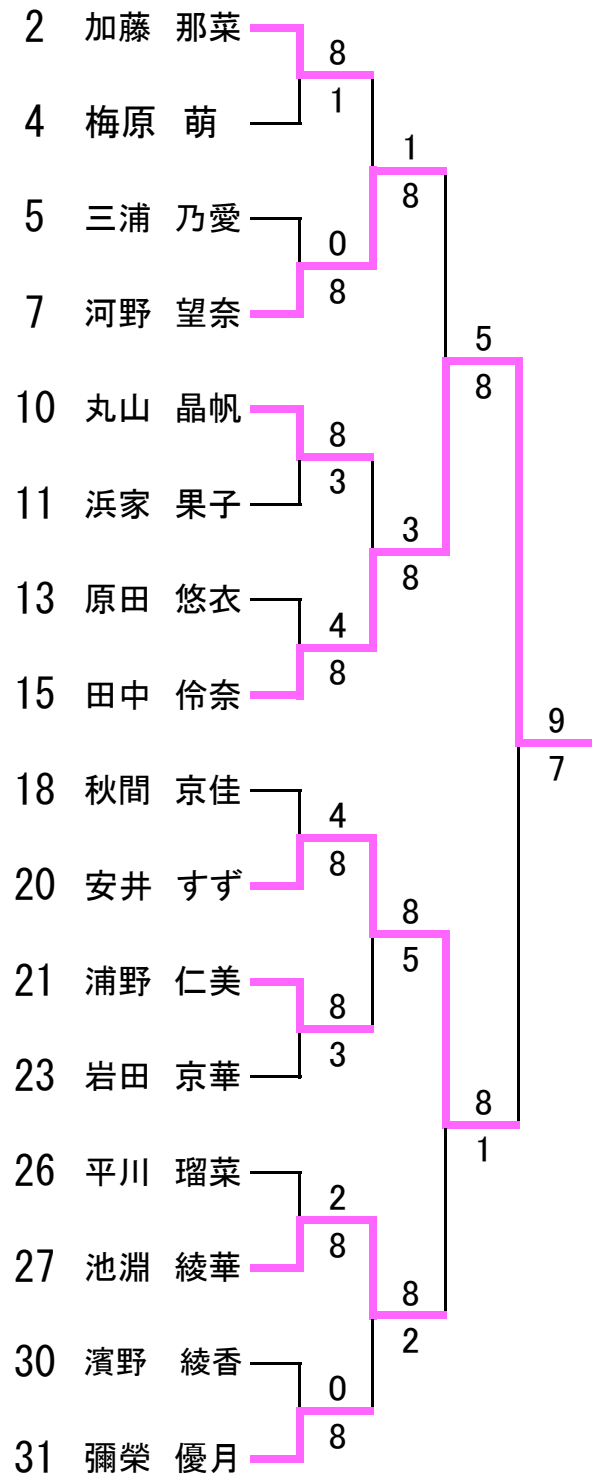 2 加藤 那菜
8
1
4 梅原 萌
1
8
5 三浦 乃愛
0
8
7 河野 望奈
5
8
10 丸山 晶帆
8
3
11 浜家 果子
3
8
13 原田 悠衣
4
8
15 田中 伶奈
9
7
18 秋間 京佳
4
8
20 安井 すず
8
5
21 浦野 仁美
8
3
23 岩田 京華
8
1
26 平川 瑠菜
2
8
27 池淵 綾華
8
2
30 濱野 綾香
0
8
31 彌榮 優月